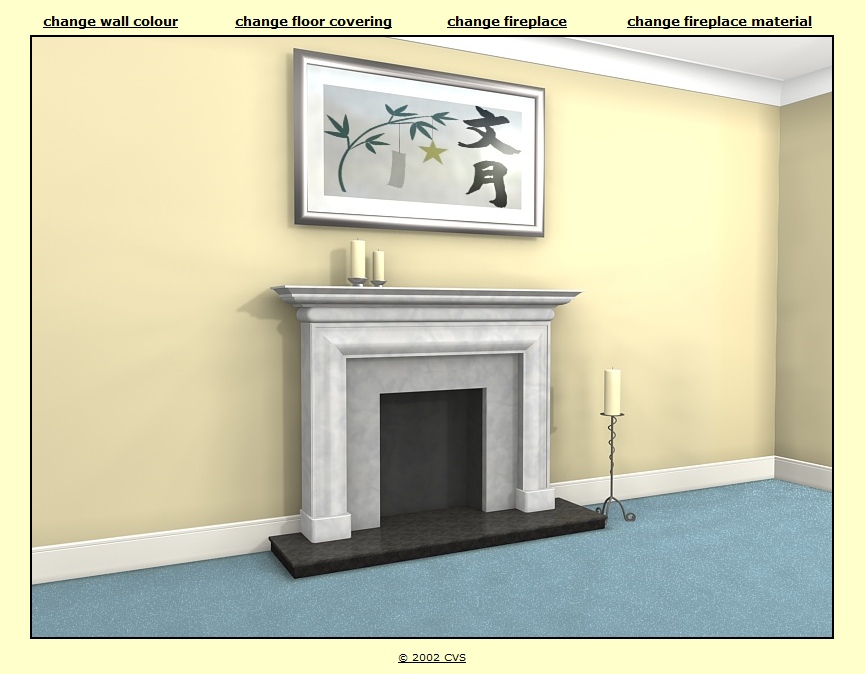 change wall colour
change floor covering
change fireplace
change fireplace material
文月
© 2002 CVS